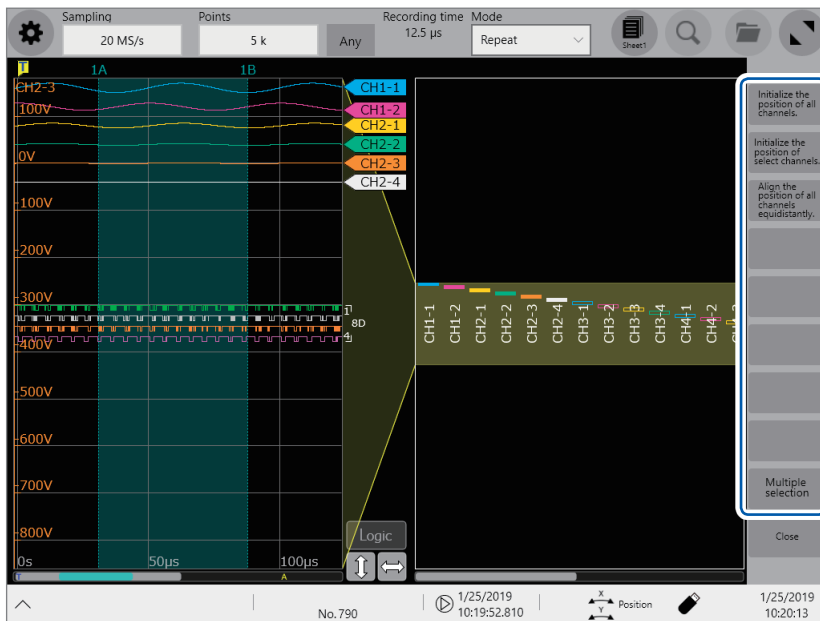 Sampling
Points
Recording time
Mode
20 MS/s
5 k
Any
12.5 µs
Repeat
Sheet1
T
1A
1B
CH2-3
100V
0V
-100V
-200V
-300V
-400V
-500V
-600V
-700V
-800V
0s
50µs
100µs
CH1-1
CH1-2
CH2-1
CH2-2
CH2-3
CH2-4
1
8D
4
Logic
T
A
CH1-1
CH1-2
CH2-1
CH2-2
CH2-3
CH2-4
CH3-1
CH3-2
CH3-3
CH3-4
CH4-1
CH4-2
Initialize the
position of all
channels.
Initialize the
position of
select channels.
Align the
position of all
channels
equidistantly.
Multiple
selection
Close
No.790
1/25/2019
10:19:52.810
X
Y
Position
1/25/2019
10:20:13